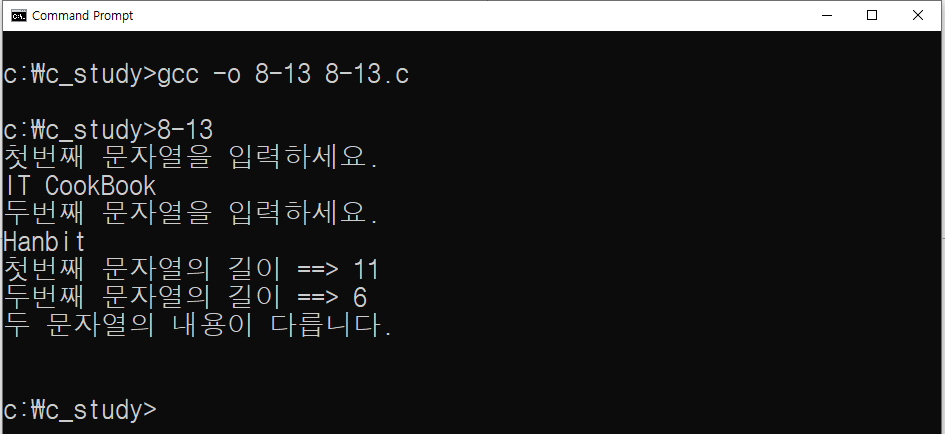 Command Prompt
c:₩c_study>gcc -o 8-13 8-13.c
c:₩c_study>8-13
첫번째 문자열을 입력하세요.
IT CookBook
두번째 문자열을 입력하세요.
Hanbit
첫번째 문자열의 길이 ==> 11
두번째 문자열의 길이 ==> 6
두 문자열의 내용이 다릅니다.
c:₩c_study>